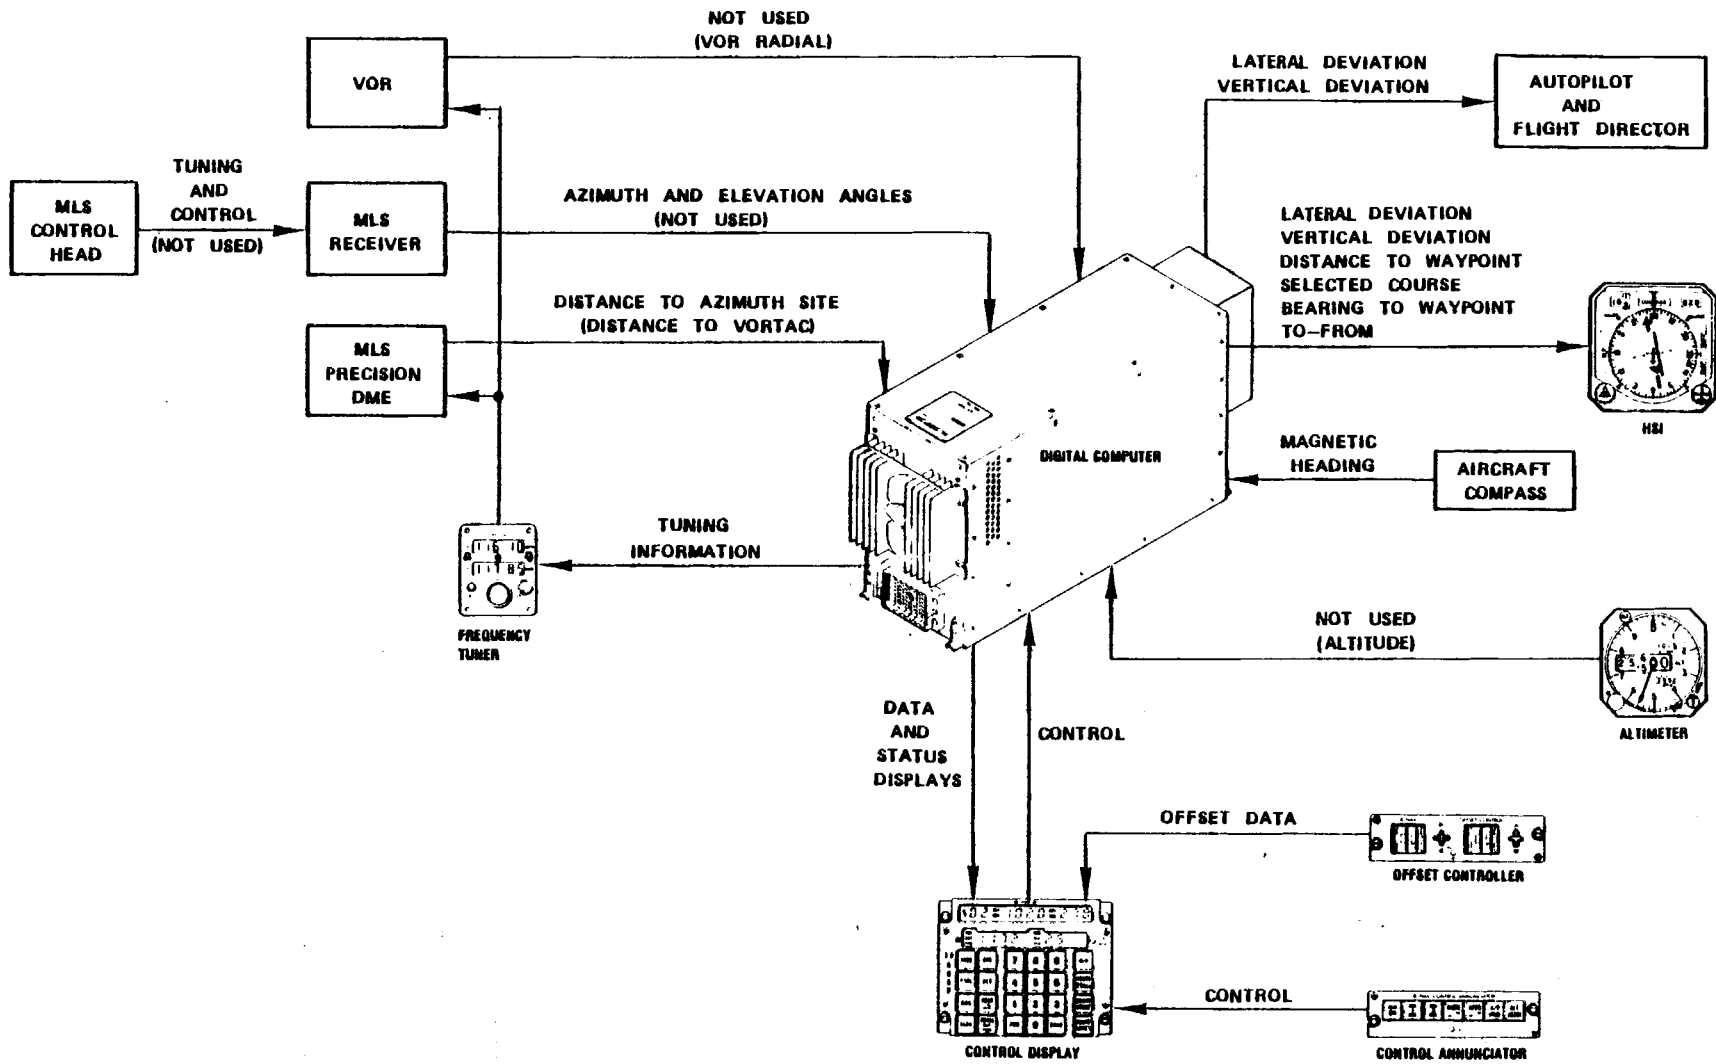 NOT USED
(VOR RADIAL)
VOR
LATERAL DEVIATION
VERTICAL DEVIATION
AUTOPILOT
AND
FLIGHT DIRECTOR
MLS
CONTROL
HEAD
TUNING
AND
CONTROL
(NOT USED)
MLS
RECEIVER
AZIMUTH AND ELEVATION ANGLES
(NOT USED)
LATERAL DEVIATION
VERTICAL DEVIATION
DISTANCE TO WAYPOINT
SELECTED COURSE
BEARING TO WAYPOINT
TO-FROM
HSI
DISTANCE TO AZIMUTH SITE
(DISTANCE TO VORTAC)
MLS
PRECISION
DME
DIGITAL COMPUTER
MAGNETIC
HEADING
AIRCRAFT
COMPASS
TUNING
INFORMATION
FREQUENCY
TUNER
NOT USED
(ALTITUDE)
ALTIMETER
DATA
AND
STATUS
DISPLAYS
CONTROL
OFFSET DATA
OFFSET CONTROLLER
CONTROL
CONTROL DISPLAY
CONTROL ANNUNCIATOR